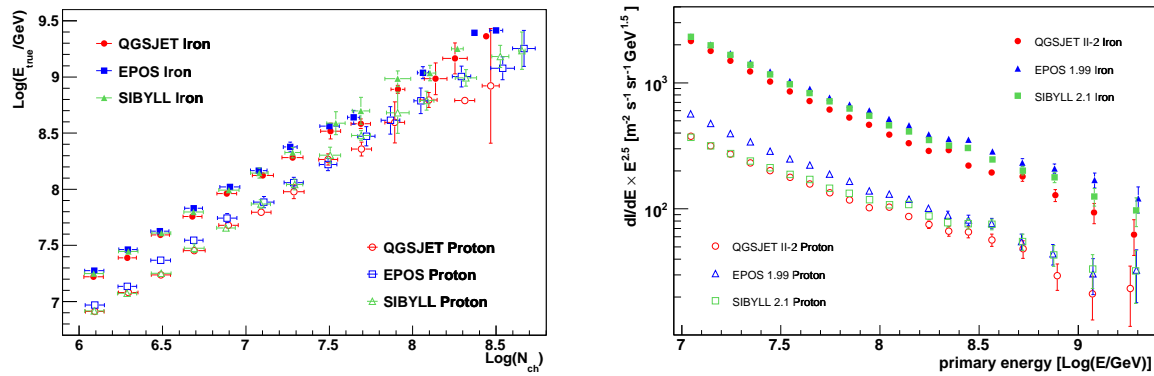 Log(E_true/GeV)
9.5
9
8.5
8
7.5
7
QGSJET Iron
EPOS Iron
SIBYLL Iron
QGSJET Proton
EPOS Proton
SIBYLL Proton
6 6.5 7 7.5 8 8.5
Log(N_ch)
dI/dE × E^2.5 [m^-2 s^-1 sr^-1 GeV^1.5]
10^3
10^2
QGSJET II-2 Iron
EPOS 1.99 Iron
SIBYLL 2.1 Iron
QGSJET II-2 Proton
EPOS 1.99 Proton
SIBYLL 2.1 Proton
7 7.5 8 8.5 9
primary energy [Log(E/GeV)]